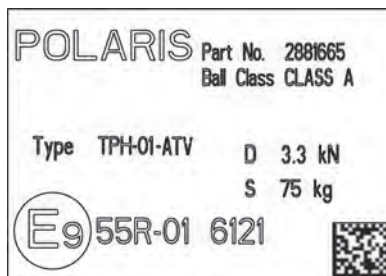 POLARIS Part No. 2881665
Ball Class CLASS A
Type TPH-01-ATV D 3.3 kN
S 75 kg
E9 55R-01 6121